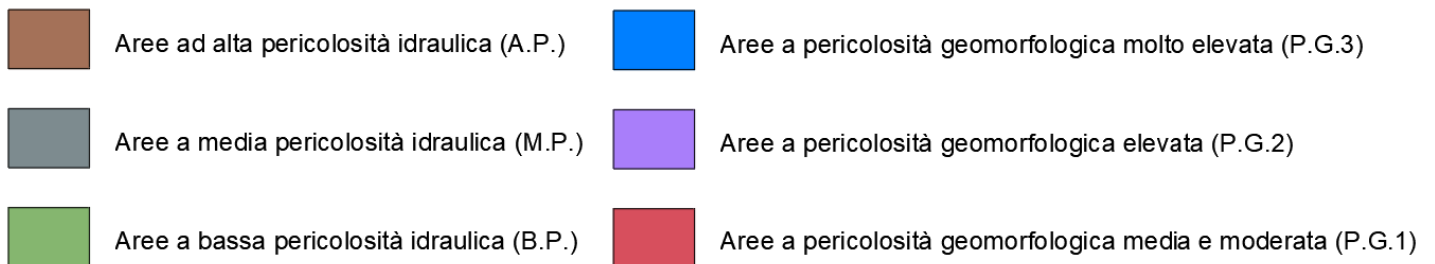 Aree ad alta pericolosità idraulica (A.P.)
Aree a media pericolosità idraulica (M.P.)
Aree a bassa pericolosità idraulica (B.P.)
Aree a pericolosità geomorfologica molto elevata (P.G.3)
Aree a pericolosità geomorfologica elevata (P.G.2)
Aree a pericolosità geomorfologica media e moderata (P.G.1)